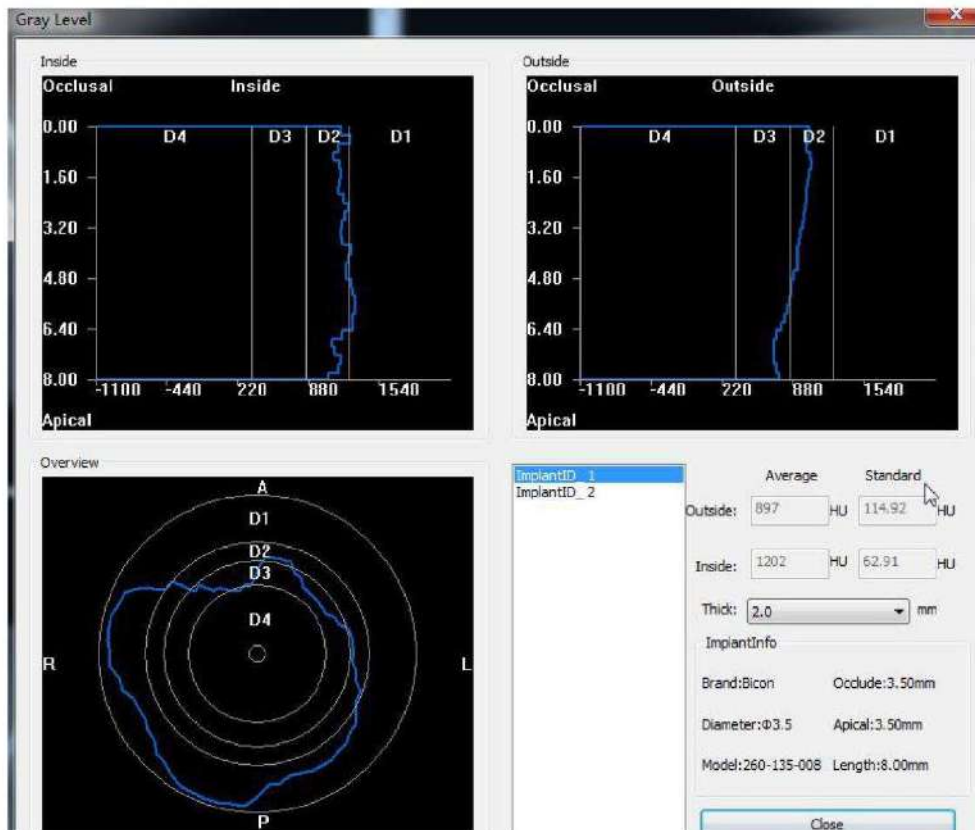 Gray Level
Inside
Occlusal Inside
0.00 D4 D3 D2 D1
1.60
3.20
4.80
6.40
8.00
-1100 -440 220 880 1540
Apical
Outside
Occlusal Outside
0.00 D4 D3 D2 D1
1.60
3.20
4.80
6.40
8.00
-1100 -440 220 880 1540
Apical
Overview
A
D1
D2
D3
D4
R L
P
ImplantID_ 1
ImplantID_ 2
Average Standard
Outside: 897 HU 114.92 HU
Inside: 1202 HU 62.91 HU
Thick: 2.0 mm
ImplantInfo
Brand:Bicon Occlude:3.50mm
Diameter:Φ3.5 Apical:3.50mm
Model:260-135-008 Length:8.00mm
Close